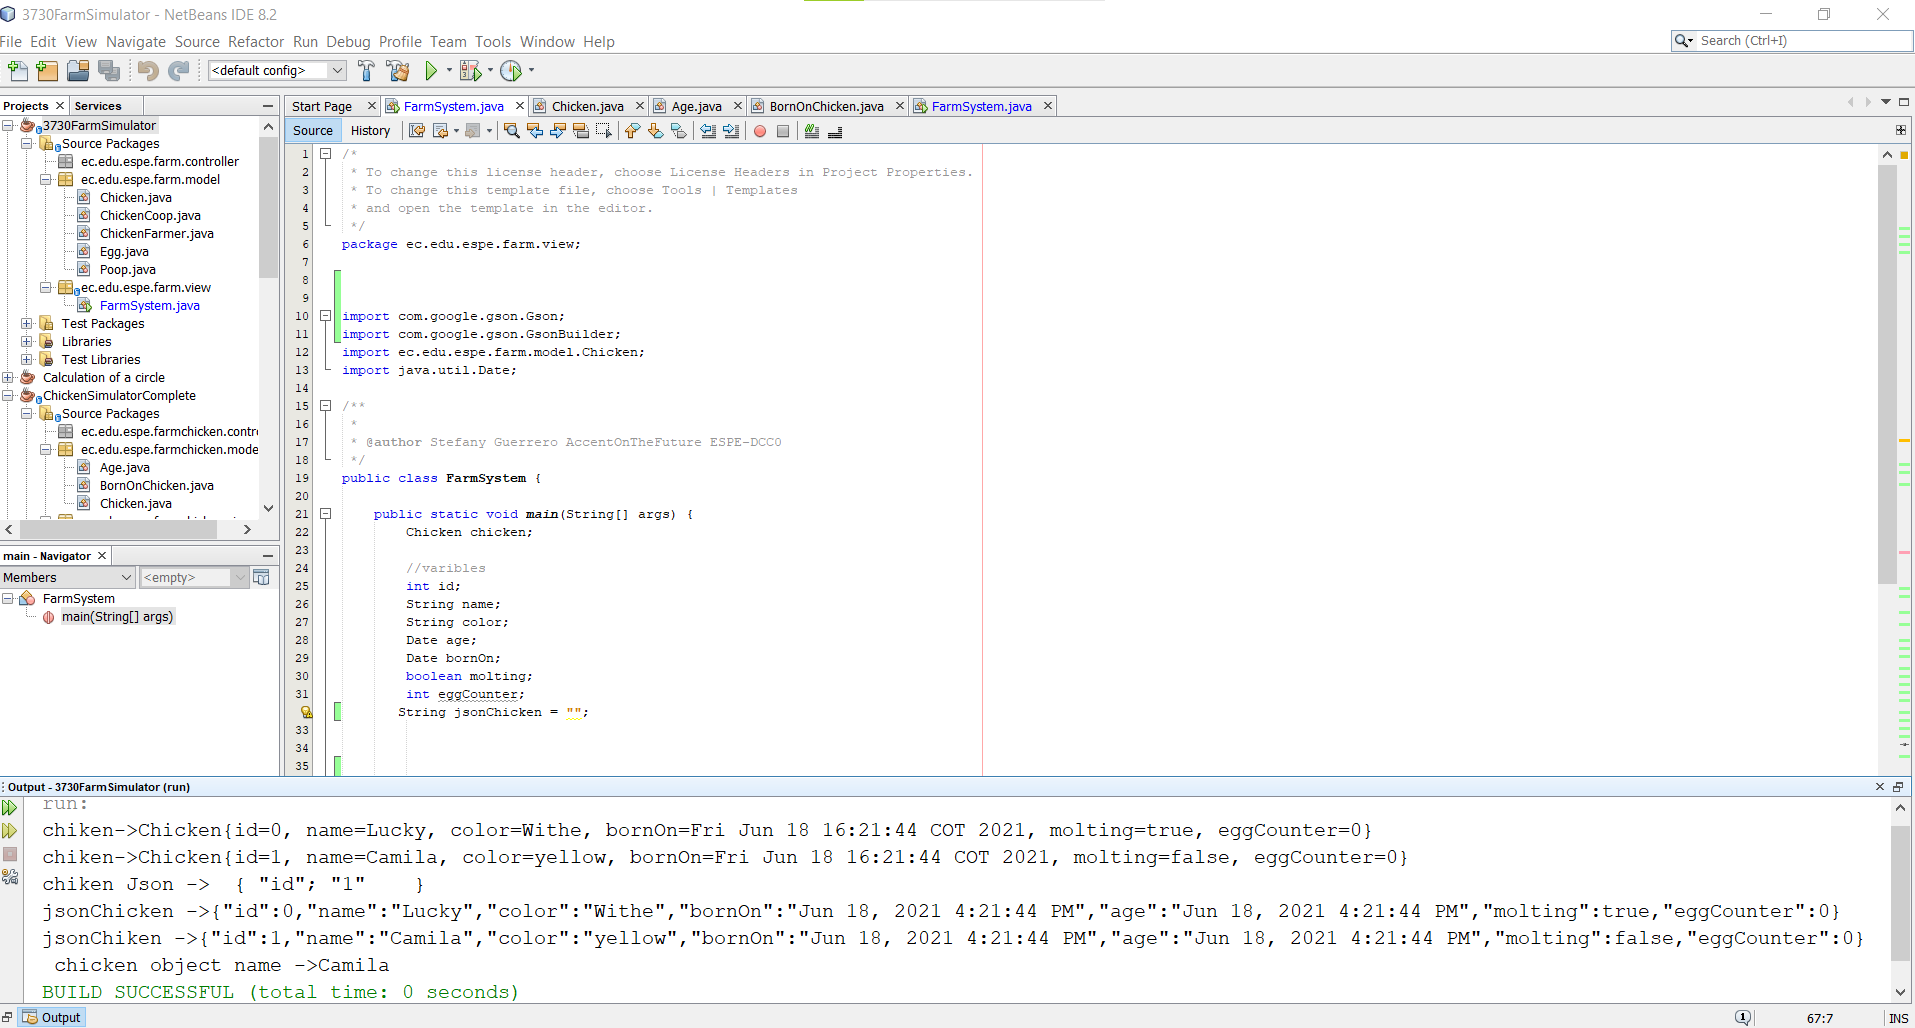 3730FarmSimulator - NetBeans IDE 8.2
File Edit View Navigate Source Refactor Run Debug Profile Team Tools Window Help
Search (Ctrl+I)
<default config>
Projects Services
3730FarmSimulator
Source Packages
ec.edu.espe.farm.controller
ec.edu.espe.farm.model
Chicken.java
ChickenCoop.java
ChickenFarmer.java
Egg.java
Poop.java
ec.edu.espe.farm.view
FarmSystem.java
Test Packages
Libraries
Test Libraries
Calculation of a circle
ChickenSimulatorComplete
Source Packages
ec.edu.espe.farmchicken.contr
ec.edu.espe.farmchicken.mode
Age.java
BornOnChicken.java
Chicken.java
main - Navigator
Members <empty>
FarmSystem
main(String[] args)
Start Page FarmSystem.java Chicken.java Age.java BornOnChicken.java FarmSystem.java
Source History
1 /*
2 * To change this license header, choose License Headers in Project Properties.
3 * To change this template file, choose Tools | Templates
4 * and open the template in the editor.
5 */
6 package ec.edu.espe.farm.view;
7
8
9
10 import com.google.gson.Gson;
11 import com.google.gson.GsonBuilder;
12 import ec.edu.espe.farm.model.Chicken;
13 import java.util.Date;
14
15 /**
16 *
17 * @author Stefany Guerrero AccentOnTheFuture ESPE-DCC0
18 */
19 public class FarmSystem {
20
21 public static void main(String[] args) {
22 Chicken chicken;
23
24 //varibles
25 int id;
26 String name;
27 String color;
28 Date age;
29 Date bornOn;
30 boolean molting;
31 int eggCounter;
String jsonChicken = "";
33
34
35
Output - 3730FarmSimulator (run)
run:
chiken->Chicken{id=0, name=Lucky, color=Withe, bornOn=Fri Jun 18 16:21:44 COT 2021, molting=true, eggCounter=0}
chiken->Chicken{id=1, name=Camila, color=yellow, bornOn=Fri Jun 18 16:21:44 COT 2021, molting=false, eggCounter=0}
chiken Json -> { "id"; "1" }
jsonChicken ->{"id":0,"name":"Lucky","color":"Withe","bornOn":"Jun 18, 2021 4:21:44 PM","age":"Jun 18, 2021 4:21:44 PM","molting":true,"eggCounter":0}
jsonChiken ->{"id":1,"name":"Camila","color":"yellow","bornOn":"Jun 18, 2021 4:21:44 PM","age":"Jun 18, 2021 4:21:44 PM","molting":false,"eggCounter":0}
chicken object name ->Camila
BUILD SUCCESSFUL (total time: 0 seconds)
Output
1 67:7 INS